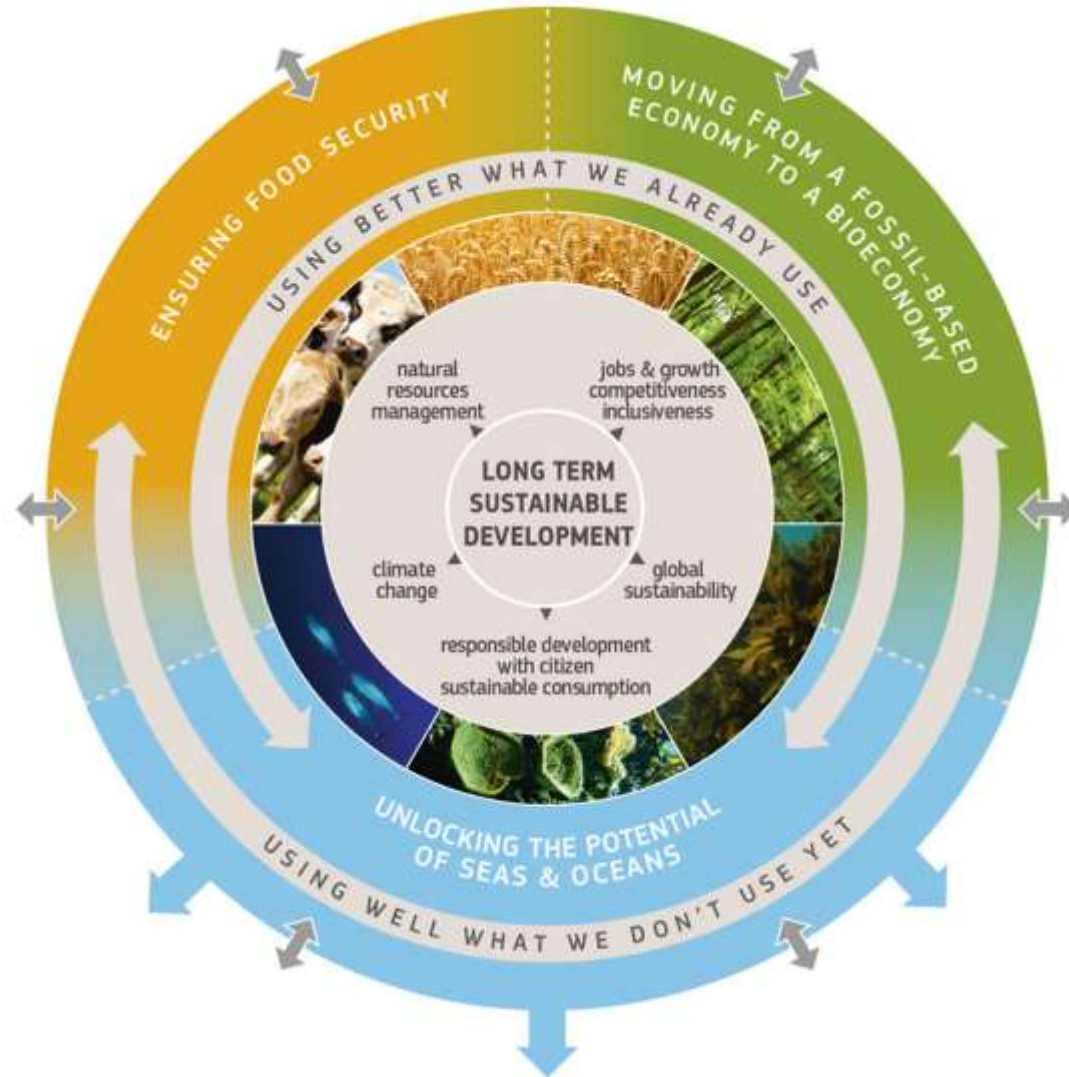 ENSURING FOOD SECURITY
MOVING FROM A FOSSIL-BASED
ECONOMY TO A BIOECONOMY
USING BETTER WHAT WE ALREADY USE
natural
resources
management
jobs & growth
competitiveness
inclusiveness
LONG TERM
SUSTAINABLE
DEVELOPMENT
climate
change
global
sustainability
responsible development
with citizen
sustainable consumption
UNLOCKING THE POTENTIAL
OF SEAS & OCEANS
USING WELL WHAT WE DON'T USE YET